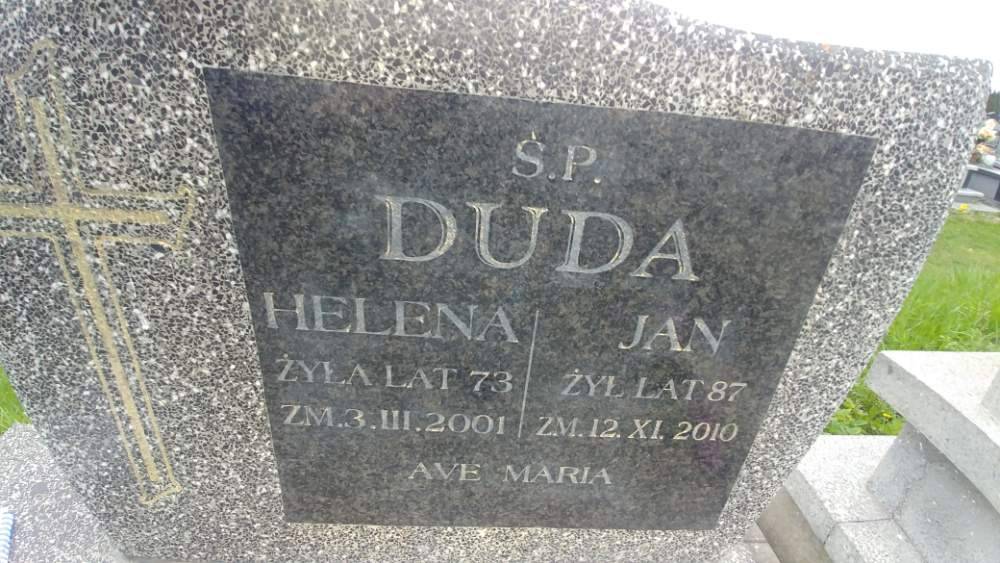 Ś.P.
DUDA
HELENA
ŻYŁA LAT 73
ZM.3.III.2001
JAN
ŻYŁ LAT 87
ZM.12.XI.2010
AVE MARIA